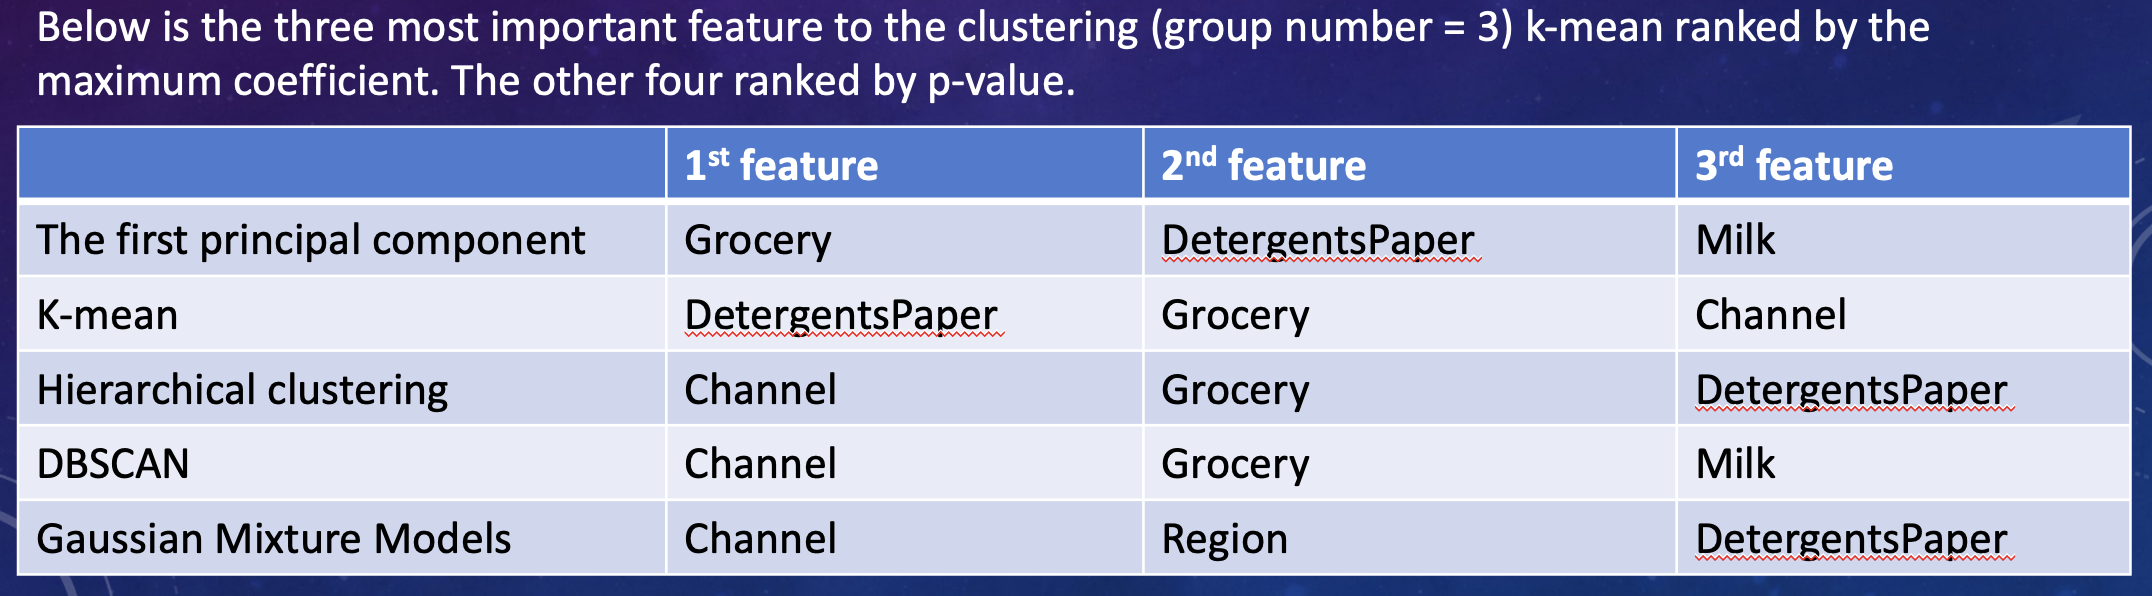 Below is the three most important feature to the clustering (group number = 3) k-mean ranked by the
maximum coefficient. The other four ranked by p-value.
1st feature 2nd feature 3rd feature
The first principal component Grocery DetergentsPaper Milk
K-mean DetergentsPaper Grocery Channel
Hierarchical clustering Channel Grocery DetergentsPaper
DBSCAN Channel Grocery Milk
Gaussian Mixture Models Channel Region DetergentsPaper